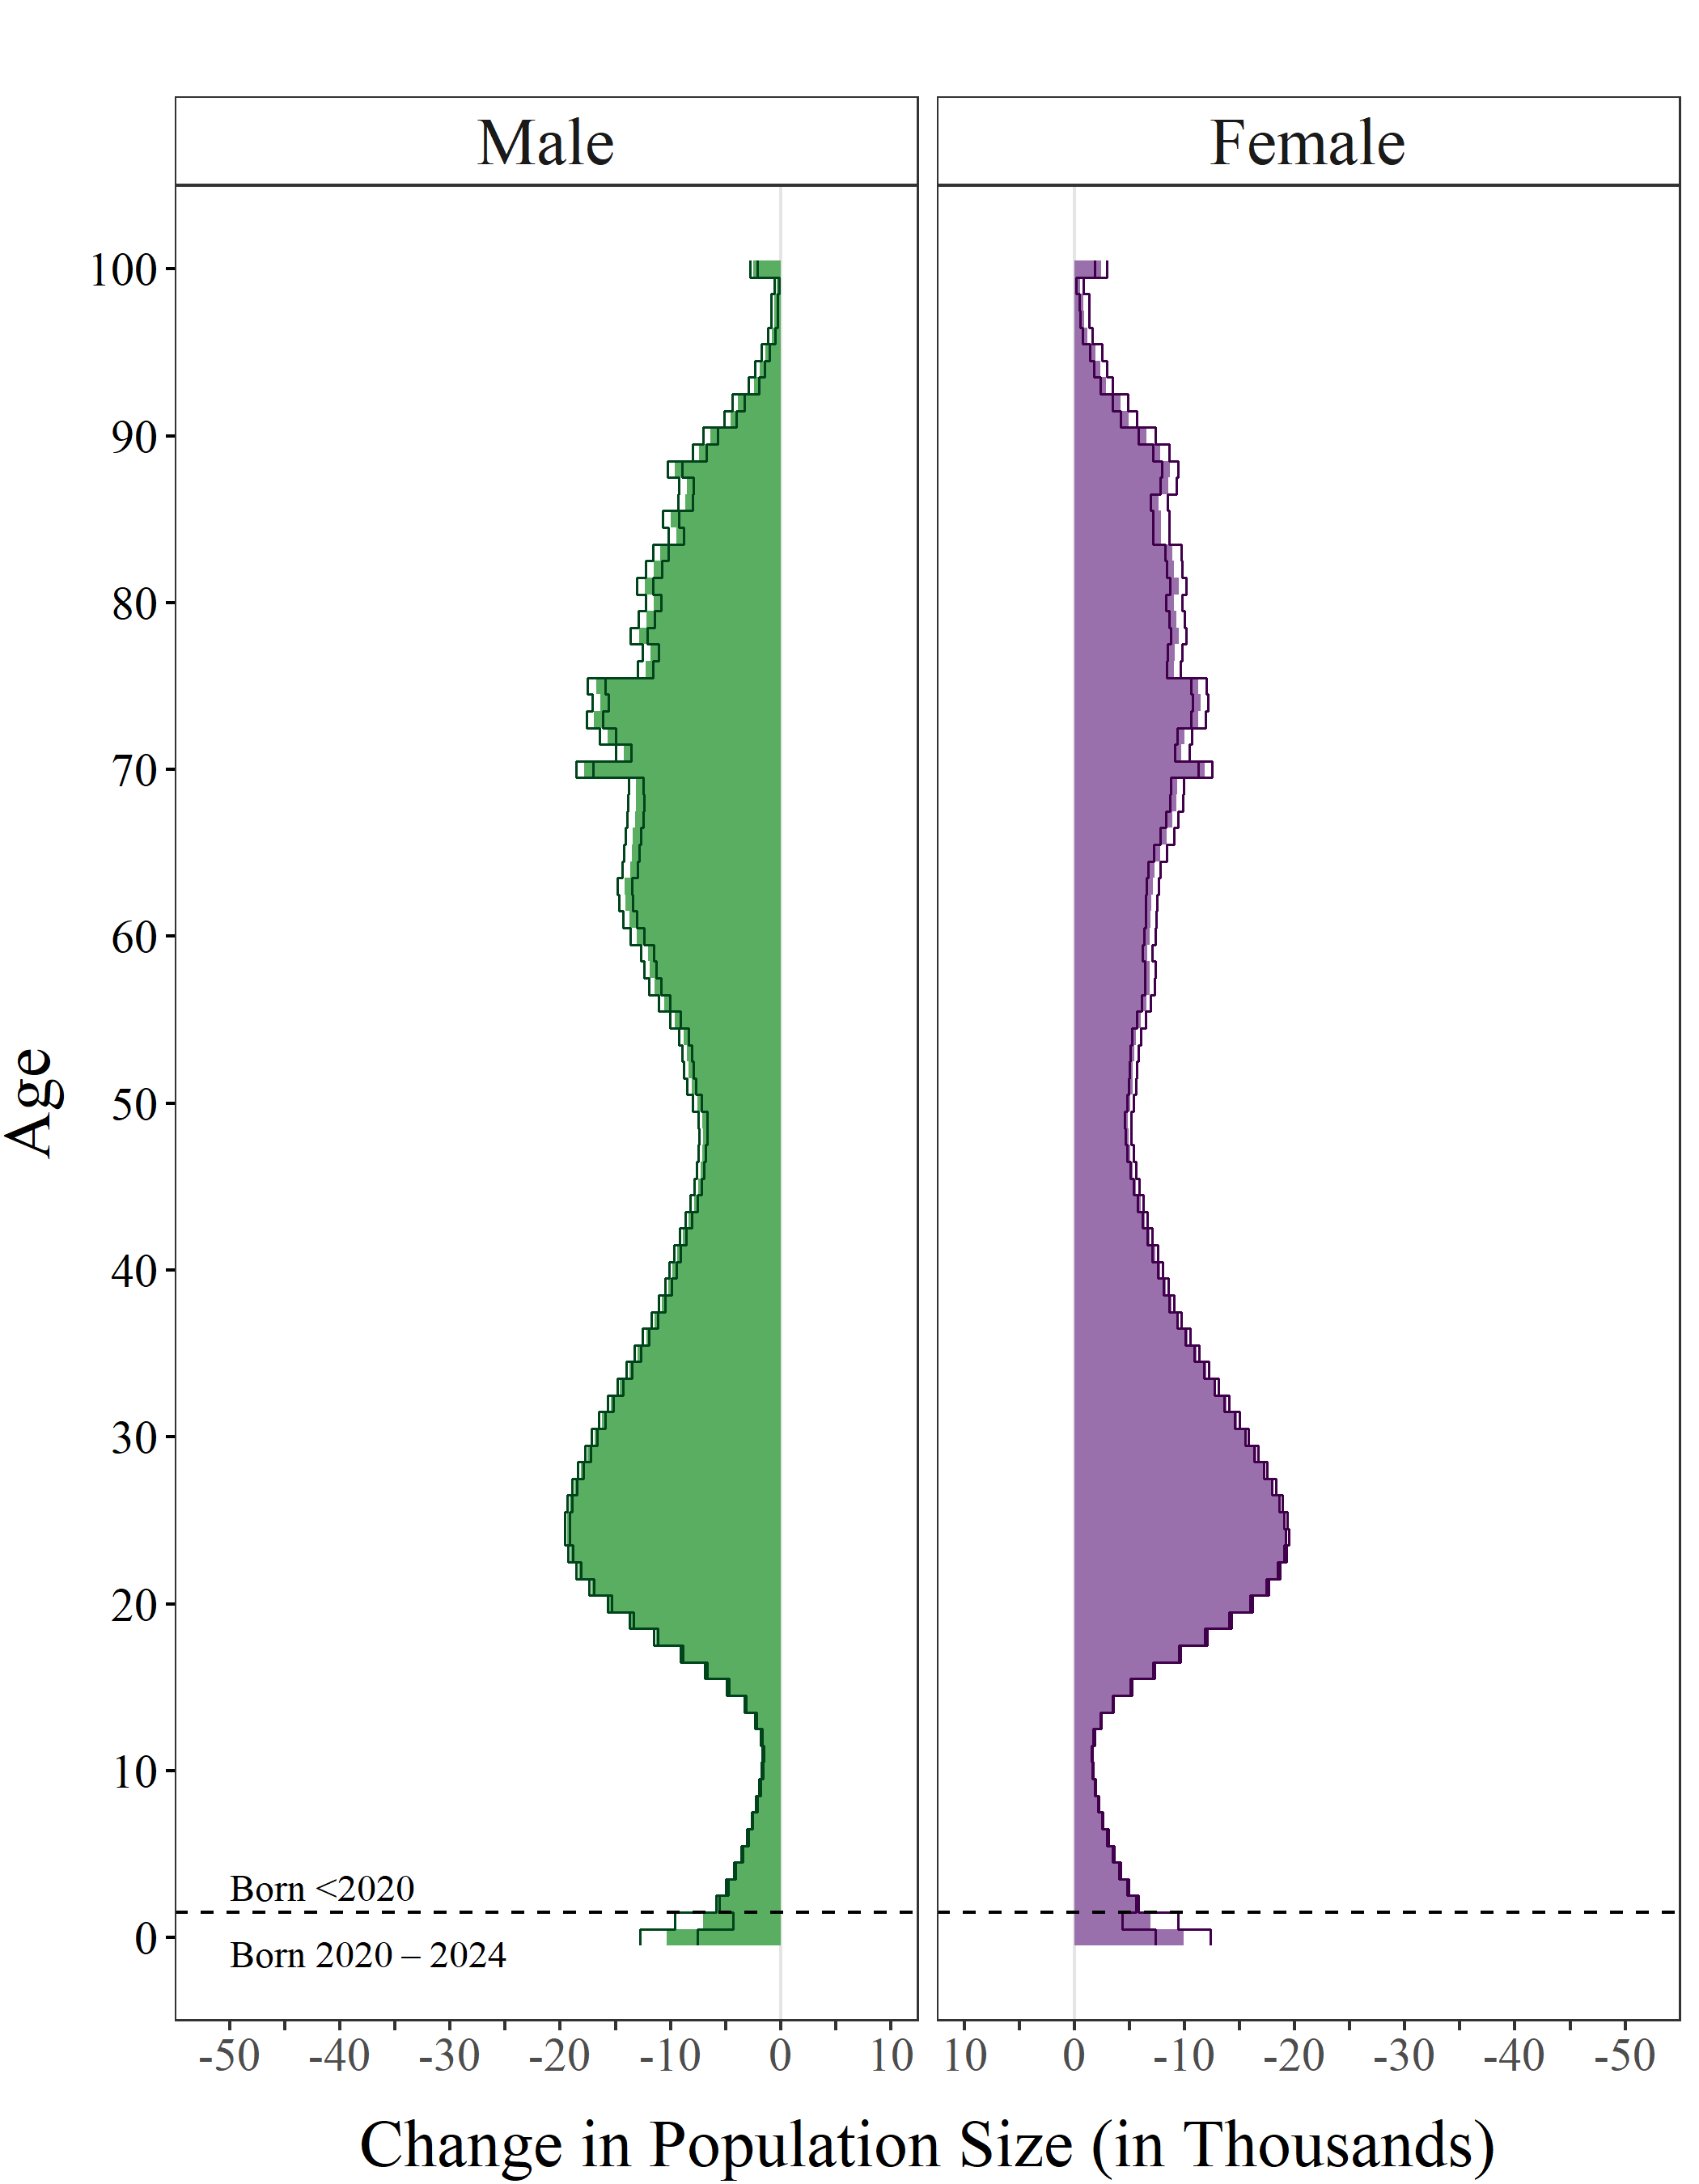 Male
Female
Age
100
90
80
70
60
50
40
30
20
10
0
Born <2020
Born 2020 – 2024
-50 -40 -30 -20 -10 0 10
10 0 -10 -20 -30 -40 -50
Change in Population Size (in Thousands)